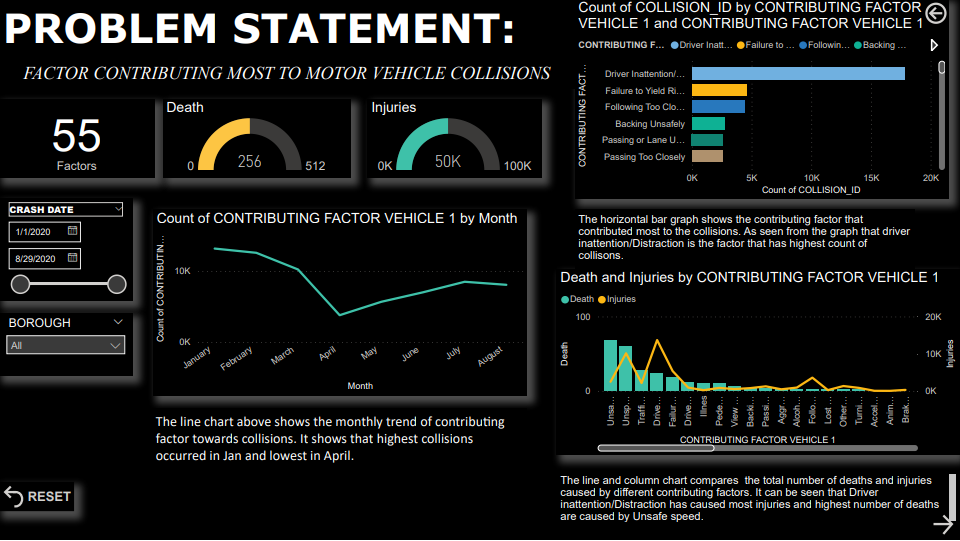 PROBLEM STATEMENT:
FACTOR CONTRIBUTING MOST TO MOTOR VEHICLE COLLISIONS
55
Factors
Death
0
256
512
Injuries
0K
50K
100K
CRASH DATE
1/1/2020
8/29/2020
BOROUGH
All
Count of CONTRIBUTING FACTOR VEHICLE 1 by Month
Count of CONTRIBUTIN...
10K
0K
January
February
March
April
May
June
July
August
Month
The line chart above shows the monthly trend of contributing
factor towards collisions. It shows that highest collisions
occurred in Jan and lowest in April.
RESET
Count of COLLISION_ID by CONTRIBUTING FACTOR
VEHICLE 1 and CONTRIBUTING FACTOR VEHICLE 1
CONTRIBUTING F... Driver Inatt... Failure to ... Followin... Backing ...
CONTRIBUTING FACT...
Driver Inattention/...
Failure to Yield Ri...
Following Too Clo...
Backing Unsafely
Passing or Lane U...
Passing Too Closely
0K 5K 10K 15K 20K
Count of COLLISION_ID
The horizontal bar graph shows the contributing factor that
contributed most to the collisions. As seen from the graph that driver
inattention/Distraction is the factor that has highest count of
collisons.
Death and Injuries by CONTRIBUTING FACTOR VEHICLE 1
Death Injuries
Death
100
0
20K
10K
0K
Injuries
Unsa...
Unsp...
Traffi...
Drive...
Failur...
Drive...
Illnes
Pede...
View ...
Backi...
Passi...
Aggr...
Alcoh...
Follo...
Lost ...
Other...
Turni...
Accel...
Anim...
Brak...
CONTRIBUTING FACTOR VEHICLE 1
The line and column chart compares the total number of deaths and injuries
caused by different contributing factors. It can be seen that Driver
inattention/Distraction has caused most injuries and highest number of deaths
are caused by Unsafe speed.